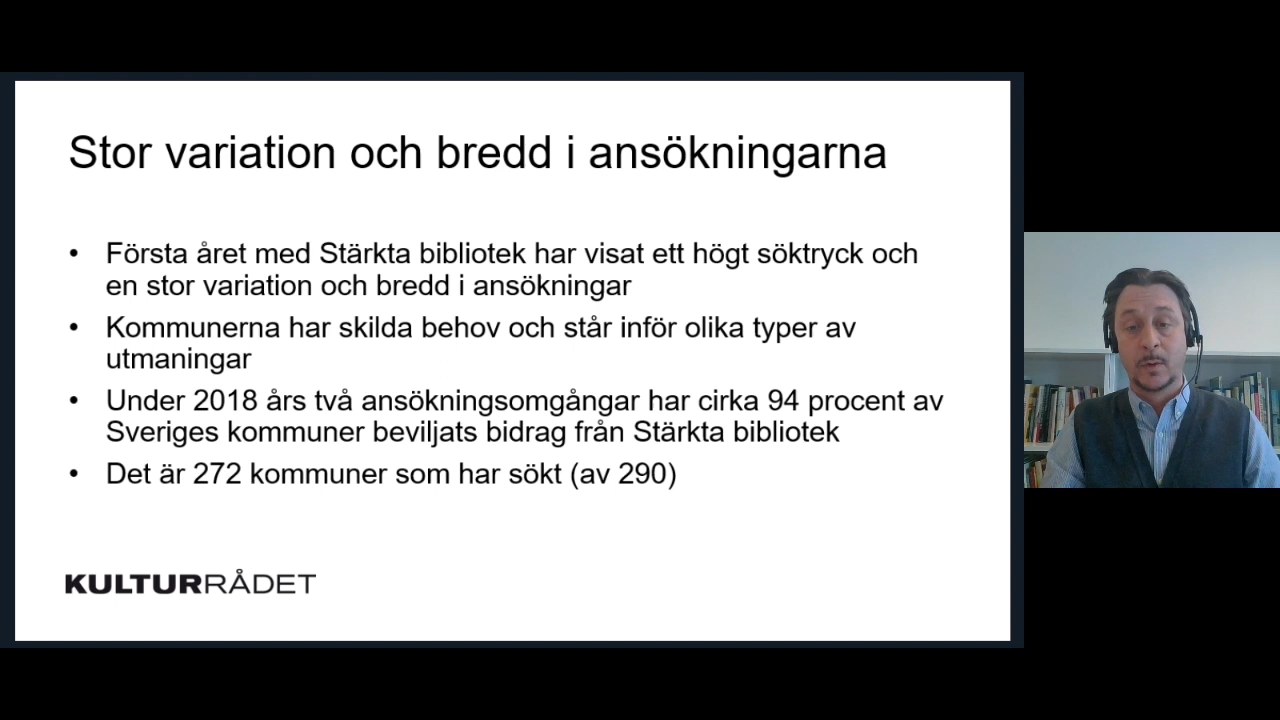 Stor variation och bredd i ansökningarna
• Första året med Stärkta bibliotek har visat ett högt söktryck och
en stor variation och bredd i ansökningar
• Kommunerna har skilda behov och står inför olika typer av
utmaningar
• Under 2018 års två ansökningsomgångar har cirka 94 procent av
Sveriges kommuner beviljats bidrag från Stärkta bibliotek
• Det är 272 kommuner som har sökt (av 290)
KULTURRÅDET